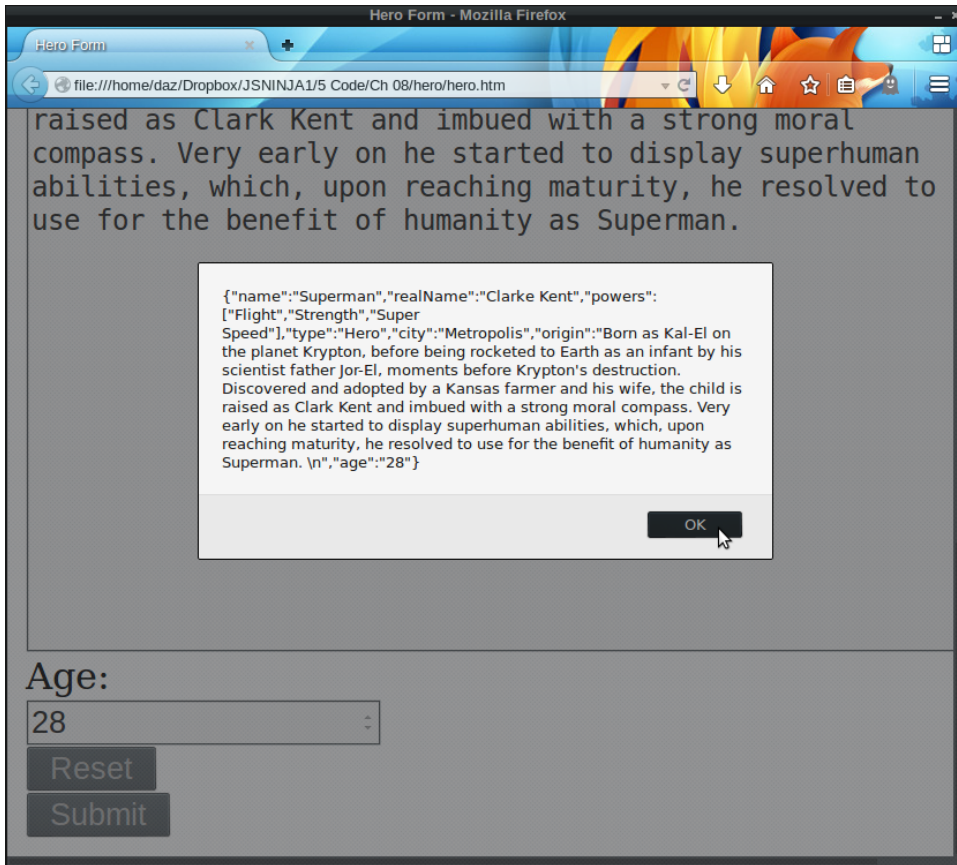 Hero Form - Mozilla Firefox
Hero Form
file:///home/daz/Dropbox/JSNINJA1/5 Code/Ch 08/hero/hero.htm
raised as Clark Kent and imbued with a strong moral
compass. Very early on he started to display superhuman
abilities, which, upon reaching maturity, he resolved to
use for the benefit of humanity as Superman.
{"name":"Superman","realName":"Clarke Kent","powers":
["Flight","Strength","Super
Speed"],"type":"Hero","city":"Metropolis","origin":"Born as Kal-El on
the planet Krypton, before being rocketed to Earth as an infant by his
scientist father Jor-El, moments before Krypton's destruction.
Discovered and adopted by a Kansas farmer and his wife, the child is
raised as Clark Kent and imbued with a strong moral compass. Very
early on he started to display superhuman abilities, which, upon
reaching maturity, he resolved to use for the benefit of humanity as
Superman. \n","age":"28"}
OK
Age:
28
Reset
Submit